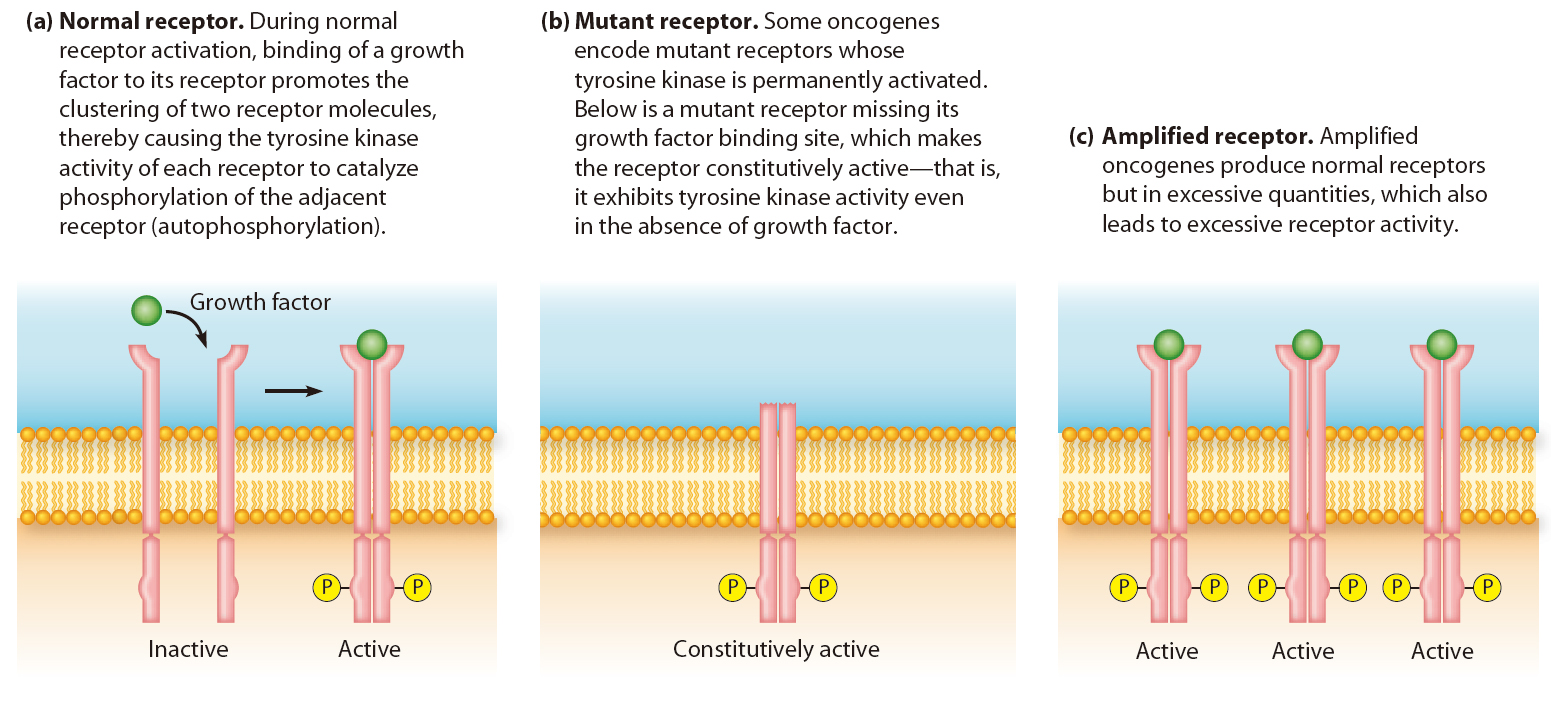 (a) Normal receptor. During normal
receptor activation, binding of a growth
factor to its receptor promotes the
clustering of two receptor molecules,
thereby causing the tyrosine kinase
activity of each receptor to catalyze
phosphorylation of the adjacent
receptor (autophosphorylation).
(b) Mutant receptor. Some oncogenes
encode mutant receptors whose
tyrosine kinase is permanently activated.
Below is a mutant receptor missing its
growth factor binding site, which makes
the receptor constitutively active—that is,
it exhibits tyrosine kinase activity even
in the absence of growth factor.
(c) Amplified receptor. Amplified
oncogenes produce normal receptors
but in excessive quantities, which also
leads to excessive receptor activity.
Growth factor
P P
Inactive Active
P P
Constitutively active
P P P P P P
Active Active Active